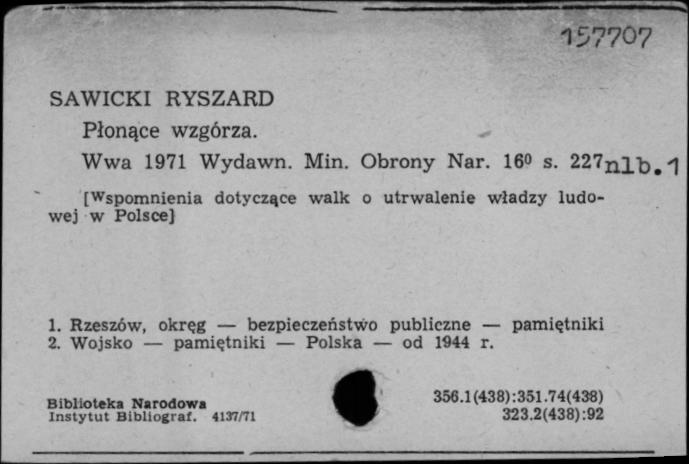 157707
SAWICKI RYSZARD
Płonące wzgórza.
Wwa 1971 Wydawn. Min. Obrony Nar. 16⁰ s. 227nlb.1
[Wspomnienia dotyczące walk o utrwalenie władzy ludo-
wej w Polsce]
1. Rzeszów, okręg — bezpieczeństwo publiczne — pamiętniki
2. Wojsko — pamiętniki — Polska — od 1944 r.
Biblioteka Narodowa
Instytut Bibliograf. 4137/71
356.1(438):351.74(438)
323.2(438):92